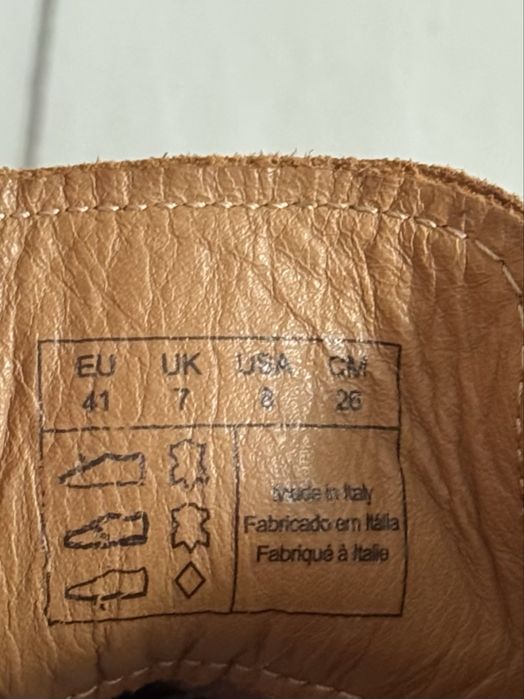 EU UK USA CM
41 7 8 26
Made in Italy
Fabricado em Itália
Fabriqué à Italie